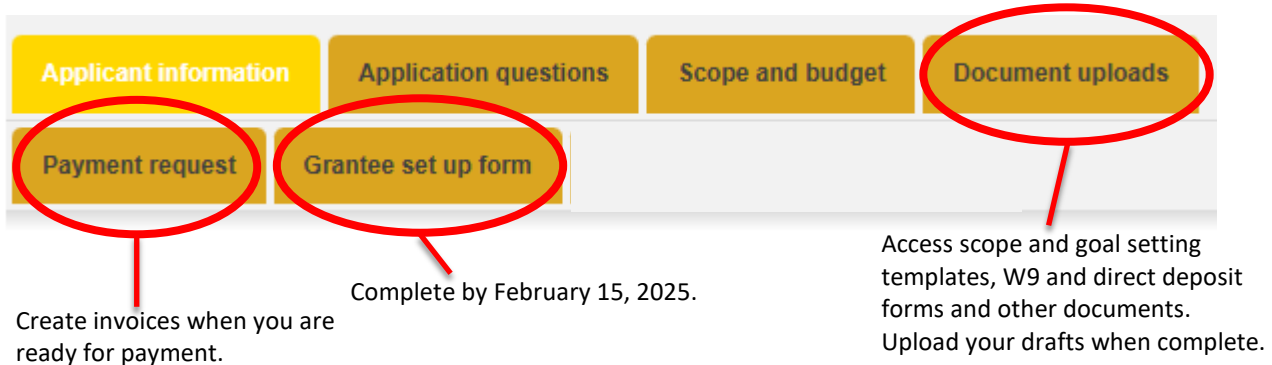 Applicant information
Application questions
Scope and budget
Document uploads
Payment request
Grantee set up form
Create invoices when you are
ready for payment.
Complete by February 15, 2025.
Access scope and goal setting
templates, W9 and direct deposit
forms and other documents.
Upload your drafts when complete.